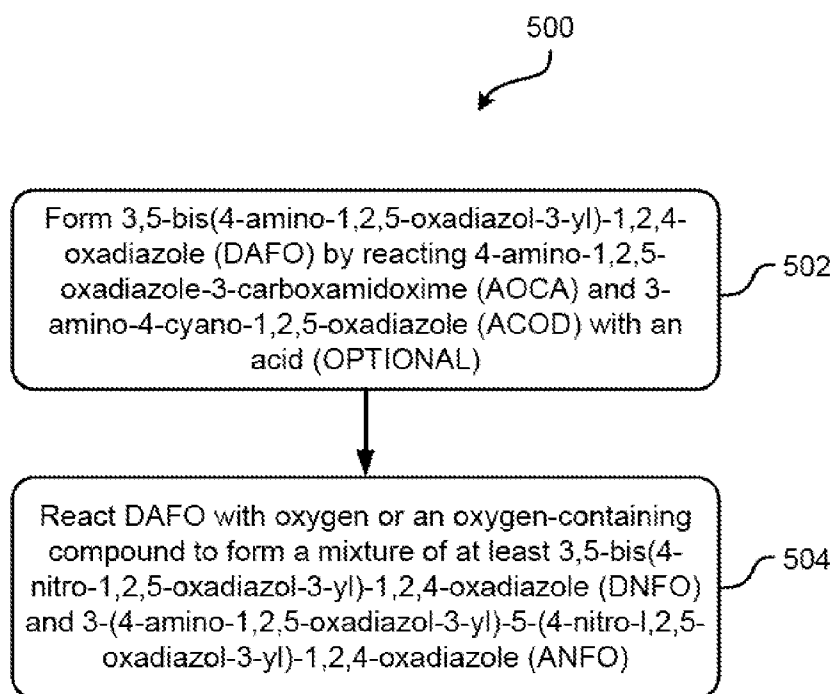 500
Form 3,5-bis(4-amino-1,2,5-oxadiazol-3-yl)-1,2,4-
oxadiazole (DAFO) by reacting 4-amino-1,2,5-
oxadiazole-3-carboxamidoxime (AOCA) and 3-
amino-4-cyano-1,2,5-oxadiazole (ACOD) with an
acid (OPTIONAL)
502
React DAFO with oxygen or an oxygen-containing
compound to form a mixture of at least 3,5-bis(4-
nitro-1,2,5-oxadiazol-3-yl)-1,2,4-oxadiazole (DNFO)
and 3-(4-amino-1,2,5-oxadiazol-3-yl)-5-(4-nitro-l,2,5-
oxadiazol-3-yl)-1,2,4-oxadiazole (ANFO)
504